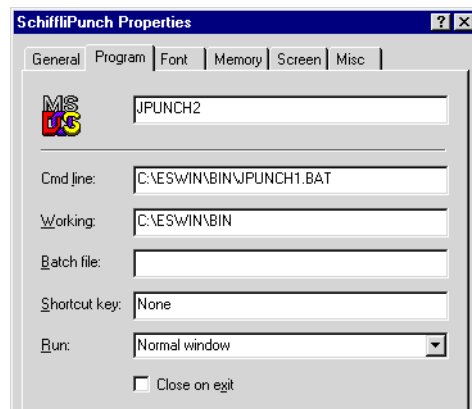 SchiffliPunch Properties
General Program Font Memory Screen Misc
MS DOS JPUNCH2
Cmd line: C:\ESWIN\BIN\JPUNCH1.BAT
Working: C:\ESWIN\BIN
Batch file:
Shortcut key: None
Run: Normal window
Close on exit